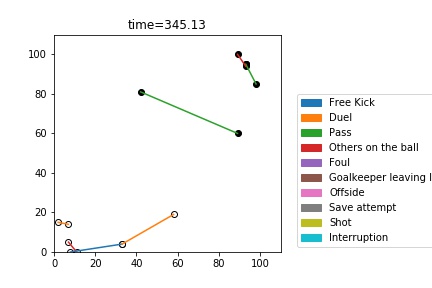 time=345.13
100
80
60
40
20
0
0 20 40 60 80 100
Free Kick
Duel
Pass
Others on the ball
Foul
Goalkeeper leaving l
Offside
Save attempt
Shot
Interruption